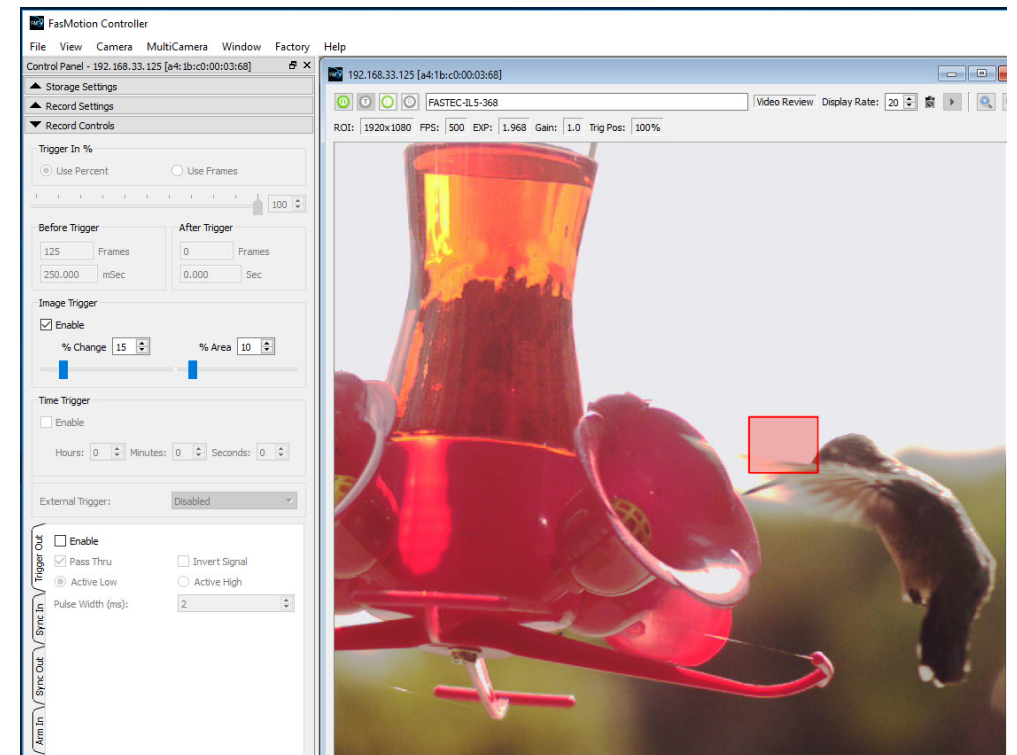 FasMotion Controller
File View Camera MultiCamera Window Factory Help
Control Panel - 192.168.33.125 [a4:1b:c0:00:03:68]
Storage Settings
Record Settings
Record Controls
Trigger In %
Use Percent Use Frames
100
Before Trigger After Trigger
125 Frames 0 Frames
250.000 mSec 0.000 Sec
Image Trigger
Enable
% Change 15 % Area 10
Time Trigger
Enable
Hours: 0 Minutes: 0 Seconds: 0
External Trigger: Disabled
Trigger Out
Sync In
Sync Out
Arm In
Enable
Pass Thru Invert Signal
Active Low Active High
Pulse Width (ms): 2
192.168.33.125 [a4:1b:c0:00:03:68]
FASTEC-IL5-368 Video Review Display Rate: 20
ROI: 1920x1080 FPS: 500 EXP: 1.968 Gain: 1.0 Trig Pos: 100%